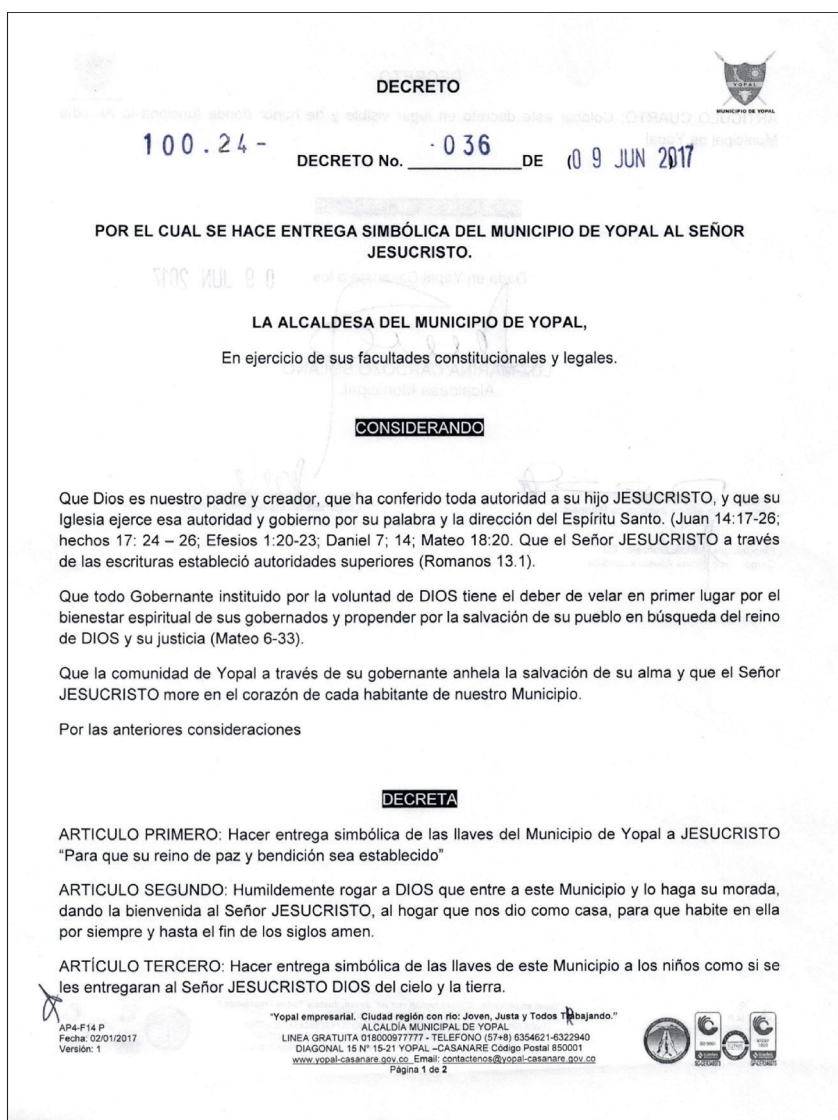 DECRETO
YOPAL
MUNICIPIO DE YOPAL
100.24-
DECRETO No. 036 DE 09 JUN 2017
POR EL CUAL SE HACE ENTREGA SIMBÓLICA DEL MUNICIPIO DE YOPAL AL SEÑOR
JESUCRISTO.
LA ALCALDESA DEL MUNICIPIO DE YOPAL,
En ejercicio de sus facultades constitucionales y legales.
CONSIDERANDO
Que Dios es nuestro padre y creador, que ha conferido toda autoridad a su hijo JESUCRISTO, y que su
Iglesia ejerce esa autoridad y gobierno por su palabra y la dirección del Espíritu Santo. (Juan 14:17-26;
hechos 17: 24 – 26; Efesios 1:20-23; Daniel 7; 14; Mateo 18:20. Que el Señor JESUCRISTO a través
de las escrituras estableció autoridades superiores (Romanos 13.1).
Que todo Gobernante instituido por la voluntad de DIOS tiene el deber de velar en primer lugar por el
bienestar espiritual de sus gobernados y propender por la salvación de su pueblo en búsqueda del reino
de DIOS y su justicia (Mateo 6-33).
Que la comunidad de Yopal a través de su gobernante anhela la salvación de su alma y que el Señor
JESUCRISTO more en el corazón de cada habitante de nuestro Municipio.
Por las anteriores consideraciones
DECRETA
ARTICULO PRIMERO: Hacer entrega simbólica de las llaves del Municipio de Yopal a JESUCRISTO
“Para que su reino de paz y bendición sea establecido”
ARTICULO SEGUNDO: Humildemente rogar a DIOS que entre a este Municipio y lo haga su morada,
dando la bienvenida al Señor JESUCRISTO, al hogar que nos dio como casa, para que habite en ella
por siempre y hasta el fin de los siglos amen.
ARTÍCULO TERCERO: Hacer entrega simbólica de las llaves de este Municipio a los niños como si se
les entregaran al Señor JESUCRISTO DIOS del cielo y la tierra.
AP4-F14 P
Fecha: 02/01/2017
Versión: 1
“Yopal empresarial. Ciudad región con rio: Joven, Justa y Todos Trabajando.”
ALCALDÍA MUNICIPAL DE YOPAL
LINEA GRATUITA 018000977777 - TELEFONO (57+8) 6354621-6322940
DIAGONAL 15 N° 15-21 YOPAL –CASANARE Código Postal 850001
www.yopal-casanare.gov.co Email: contactenos@yopal-casanare.gov.co
Página 1 de 2